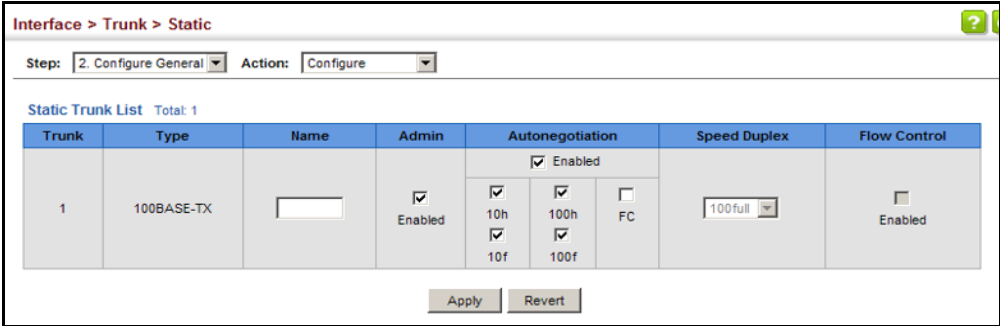 Interface > Trunk > Static
?
Step: 2. Configure General Action: Configure
Static Trunk List Total: 1
Trunk Type Name Admin Autonegotiation Speed Duplex Flow Control
Enabled
1 100BASE-TX Enabled 10h 100h FC 100full Enabled
10f 100f
Apply Revert